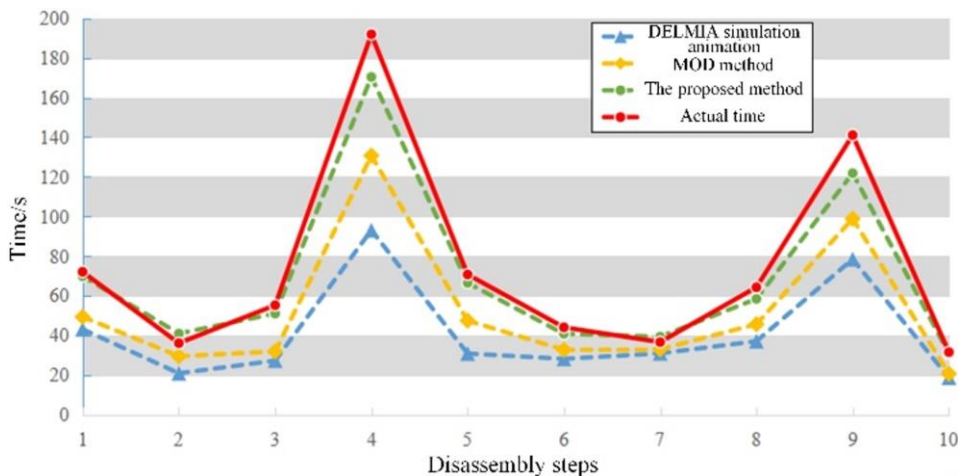 200
180
160
140
120
100
80
60
40
20
0
Time/s
DELMIA simulation
animation
MOD method
The proposed method
Actual time
1 2 3 4 5 6 7 8 9 10
Disassembly steps